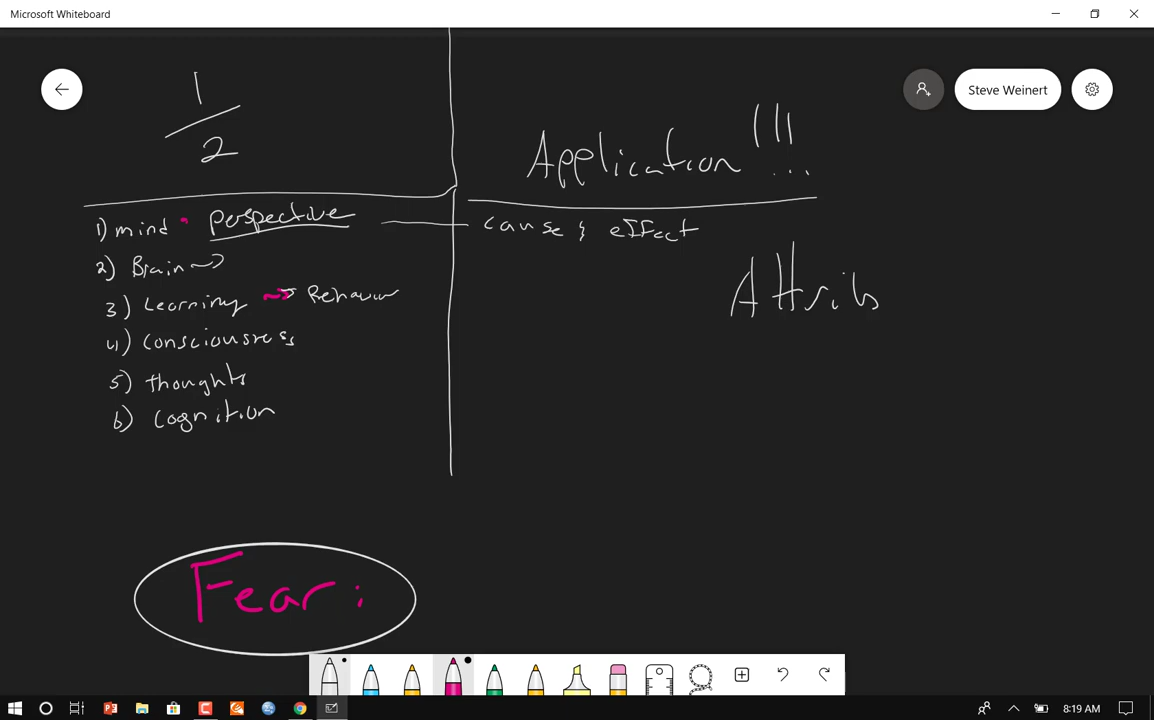 Microsoft Whiteboard
Steve Weinert
1
2
Application!!!...
1) mind · perspective
cause & effect
2) Brain
Attrib
3) Learning → Behavior
4) consciousness
5) thoughts
6) cognition
Fear:
8:19 AM